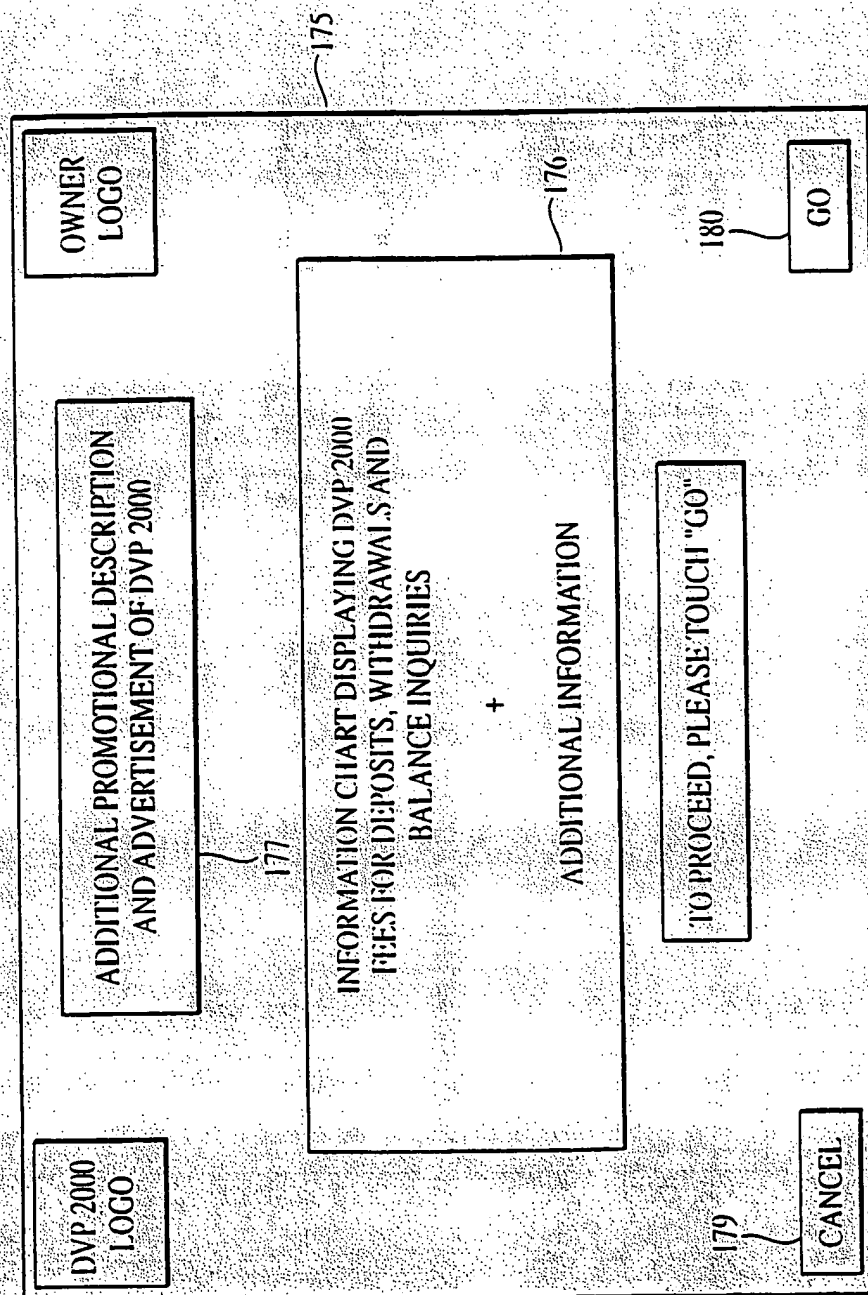 DVP 2000
LOGO
ADDITIONAL PROMOTIONAL DESCRIPTION
AND ADVERTISEMENT OF DVP 2000
177
OWNER
LOGO
175
INFORMATION CHART DISPLAYING DVP 2000
FEES FOR DEPOSITS, WITHDRAWALS AND
BALANCE INQUIRIES
+
ADDITIONAL INFORMATION
176
TO PROCEED, PLEASE TOUCH "GO"
179
CANCEL
180
GO